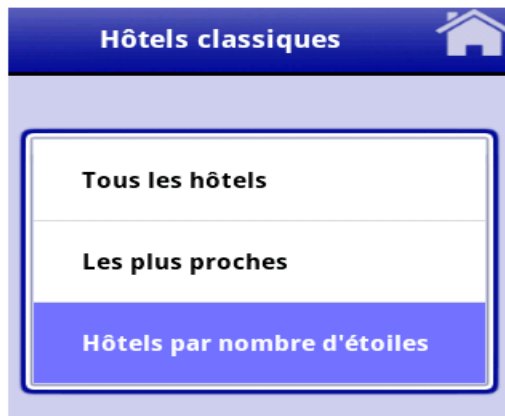 Hôtels classiques
Tous les hôtels
Les plus proches
Hôtels par nombre d'étoiles